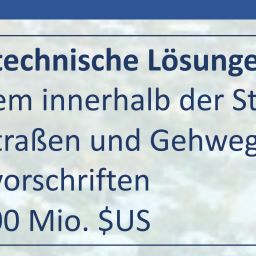 technische Lösunge
em innerhalb der St
traßen und Gehweg
vorschriften
00 Mio. $US